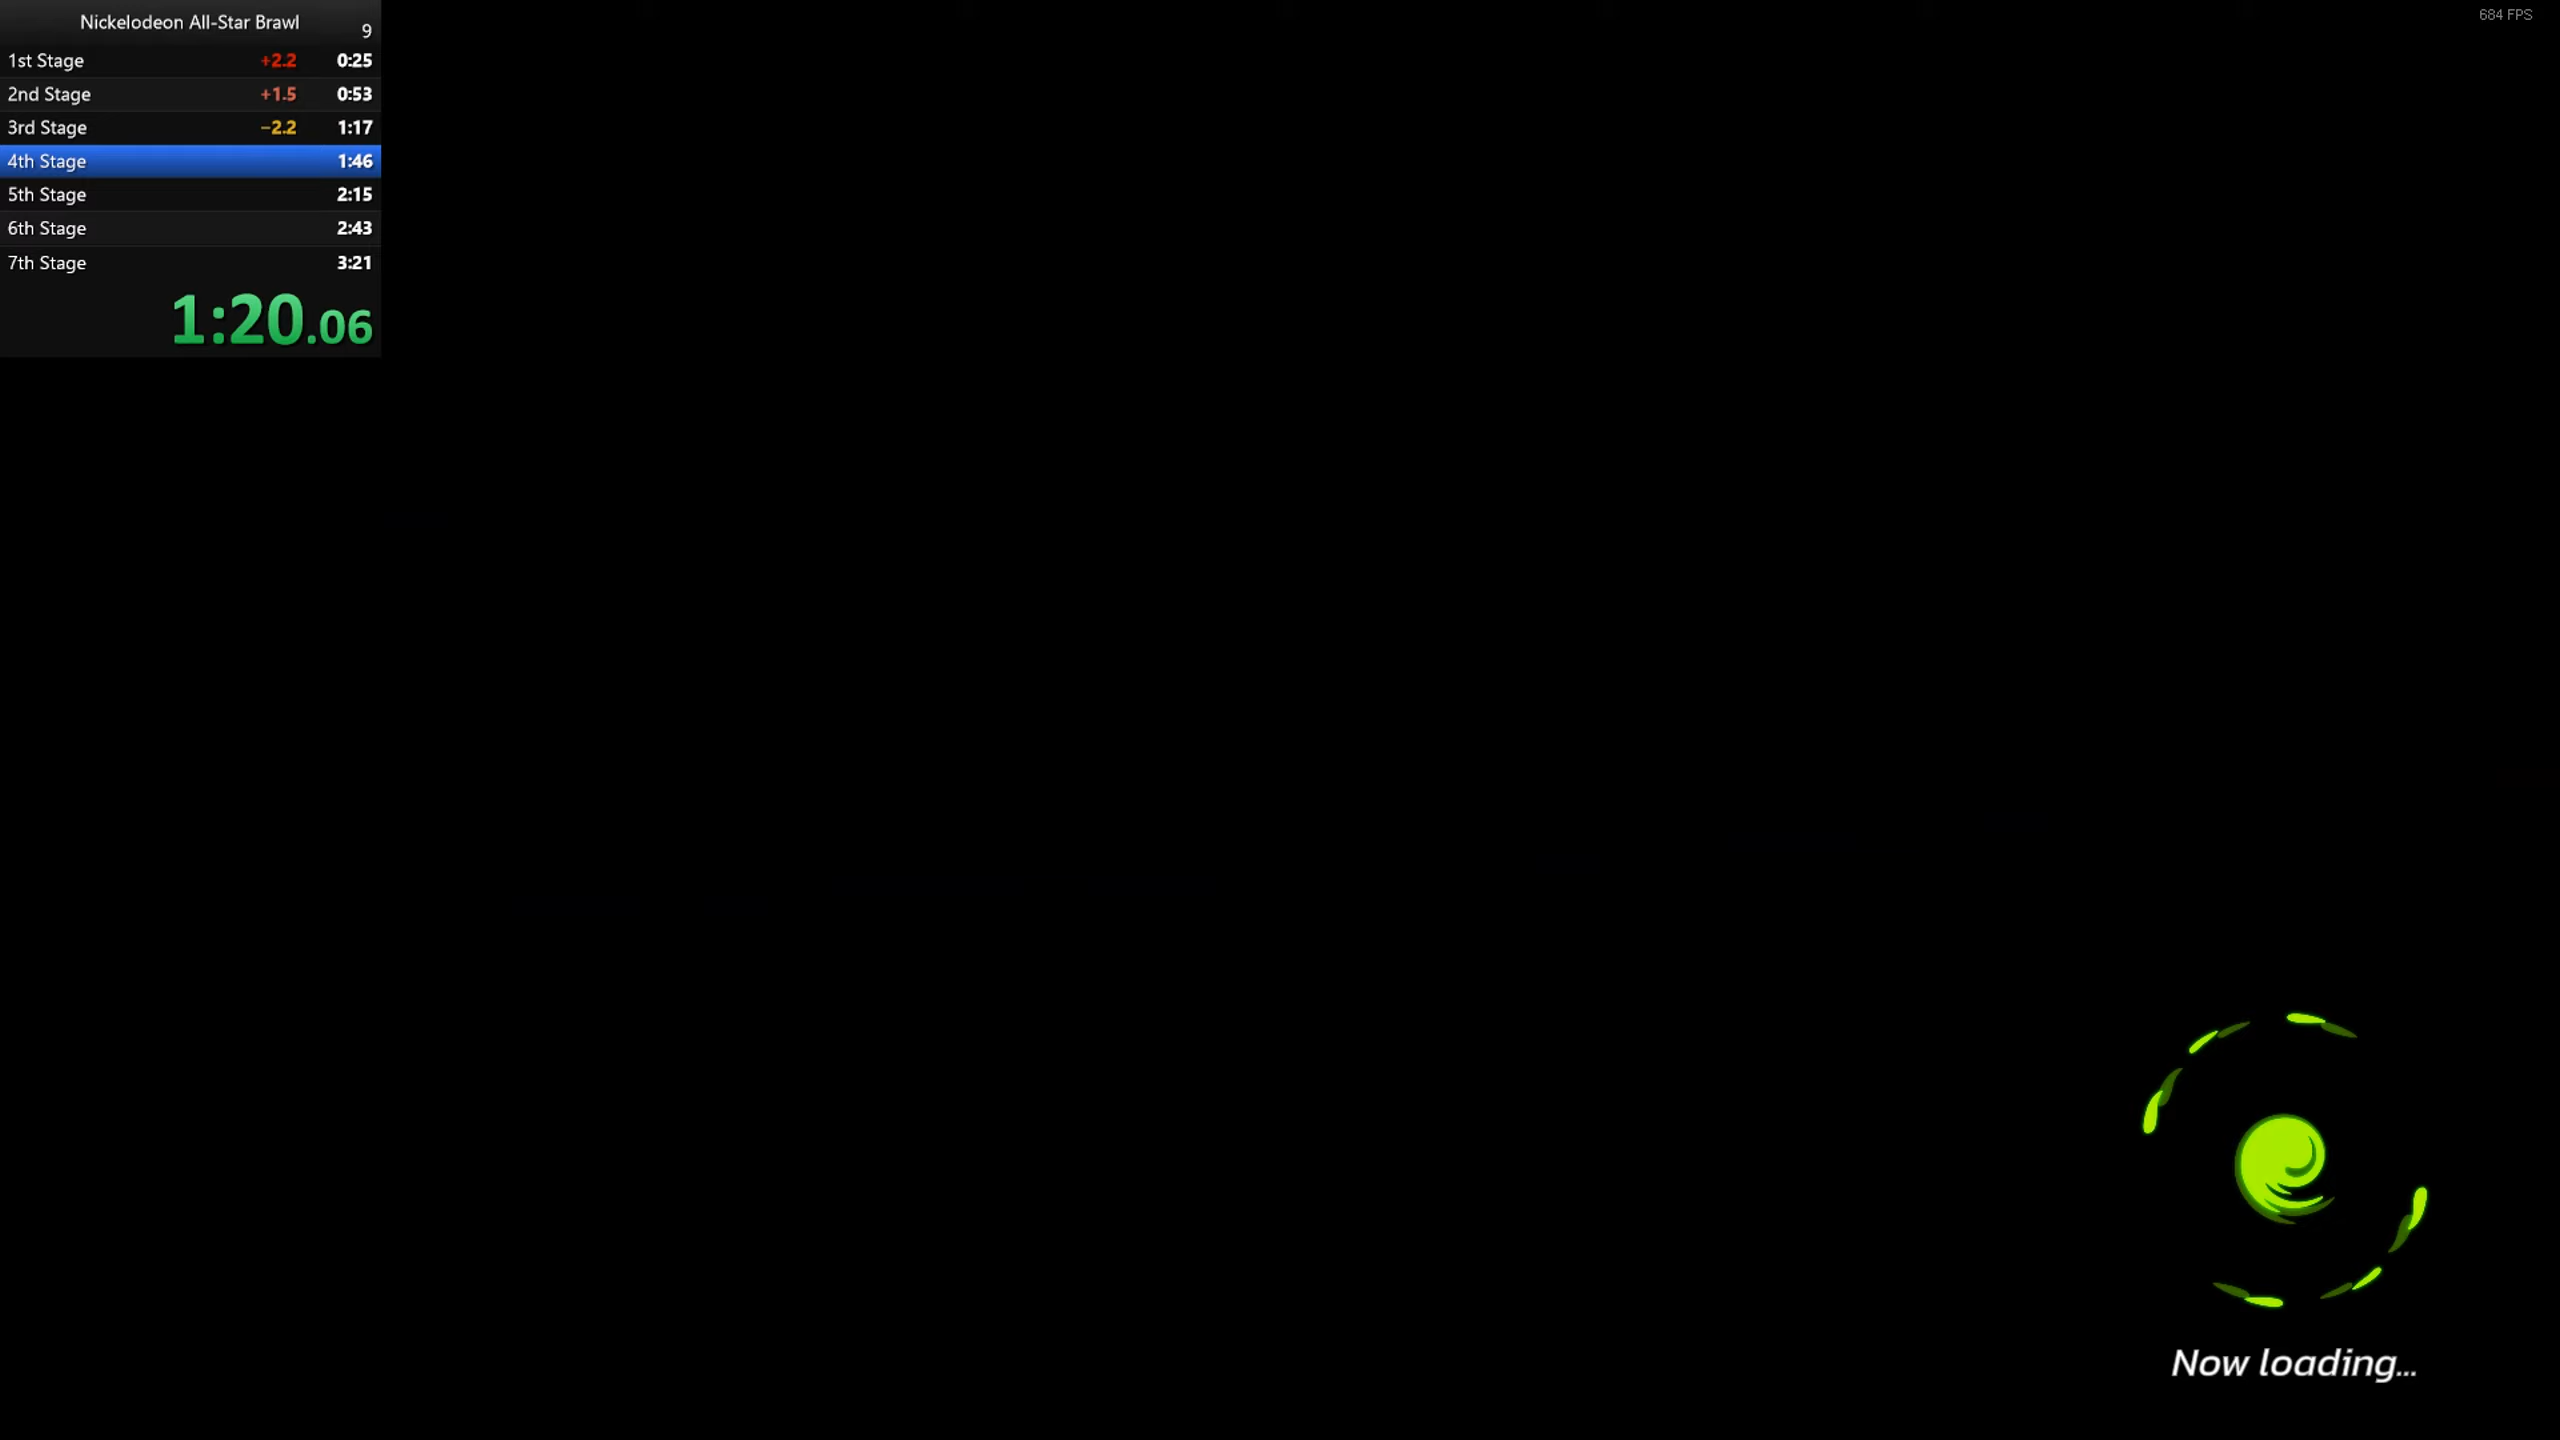 Nickelodeon All-Star Brawl
9
684 FPS
1st Stage +2.2 0:25
2nd Stage +1.5 0:53
3rd Stage −2.2 1:17
4th Stage 1:46
5th Stage 2:15
6th Stage 2:43
7th Stage 3:21
1:20.06
Now loading...